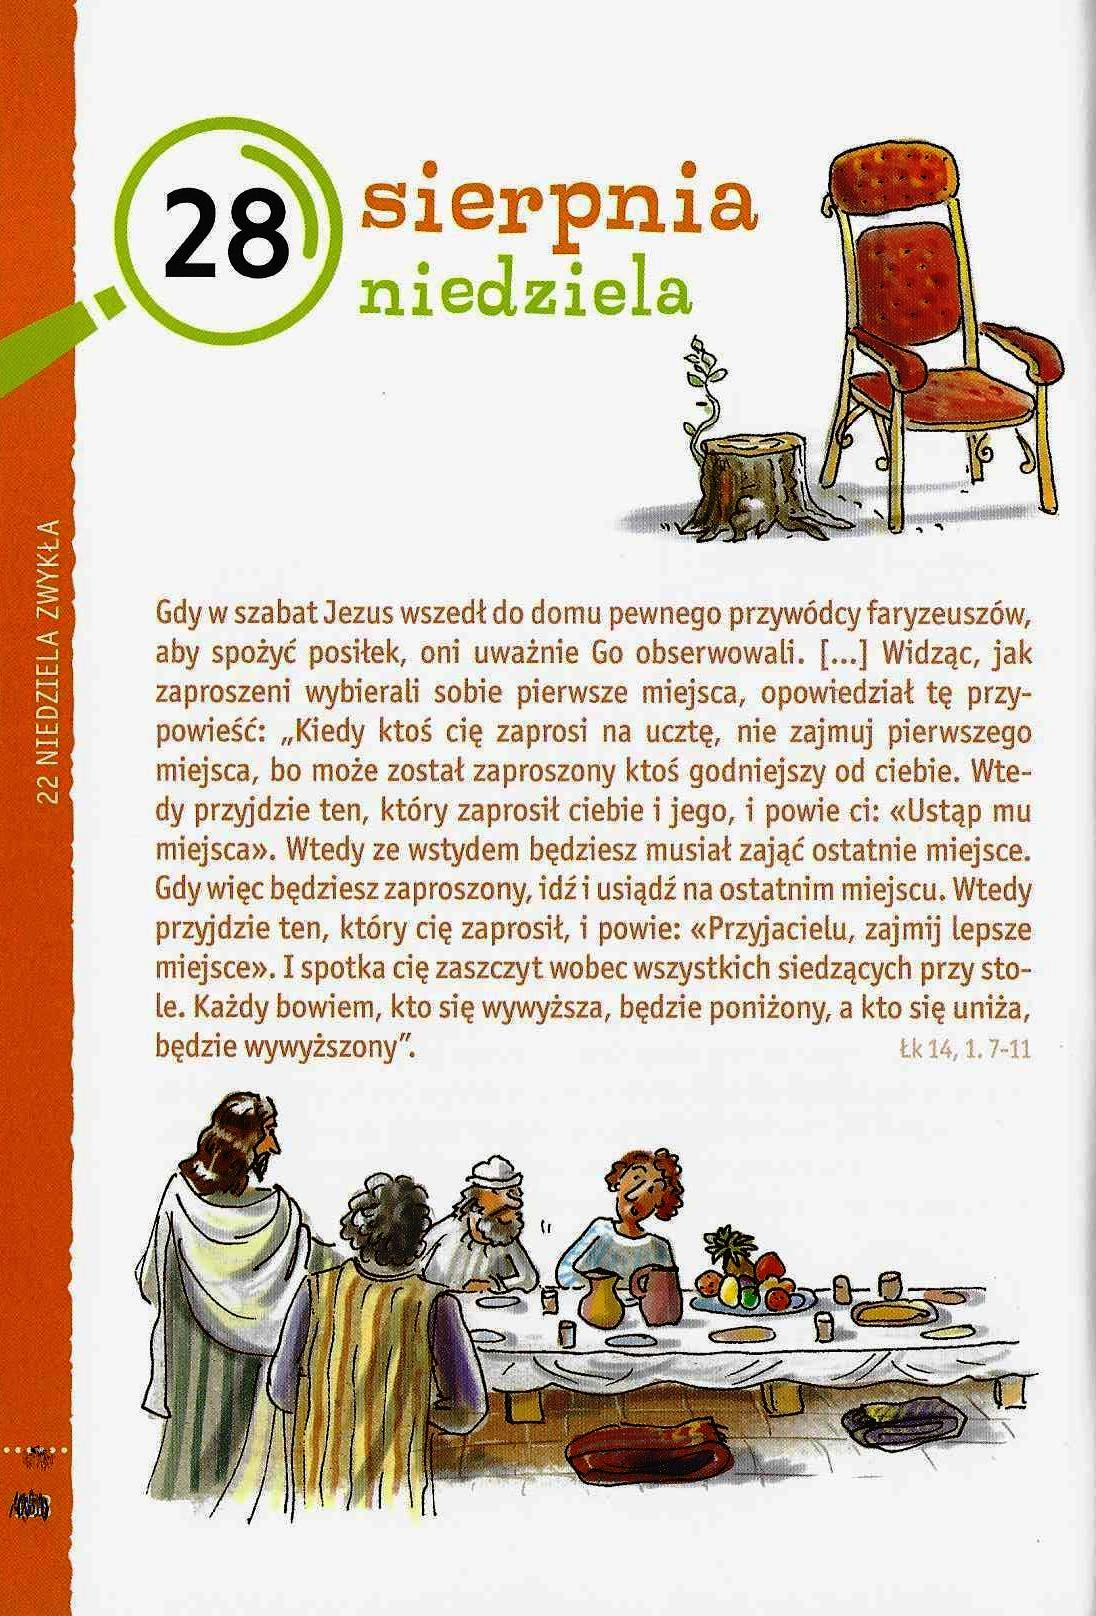 28
sierpnia
niedziela
22 NIEDZIELA ZWYKŁA
Gdy w szabat Jezus wszedł do domu pewnego przywódcy faryzeuszów,
aby spożyć posiłek, oni uważnie Go obserwowali. [...] Widząc, jak
zaproszeni wybierali sobie pierwsze miejsca, opowiedział tę przy-
powieść: „Kiedy ktoś cię zaprosi na ucztę, nie zajmuj pierwszego
miejsca, bo może został zaproszony ktoś godniejszy od ciebie. Wte-
dy przyjdzie ten, który zaprosił ciebie i jego, i powie ci: «Ustąp mu
miejsca». Wtedy ze wstydem będziesz musiał zająć ostatnie miejsce.
Gdy więc będziesz zaproszony, idź i usiądź na ostatnim miejscu. Wtedy
przyjdzie ten, który cię zaprosił, i powie: «Przyjacielu, zajmij lepsze
miejsce». I spotka cię zaszczyt wobec wszystkich siedzących przy sto-
le. Każdy bowiem, kto się wywyższa, będzie poniżony, a kto się uniża,
będzie wywyższony”.
Łk 14, 1. 7-11